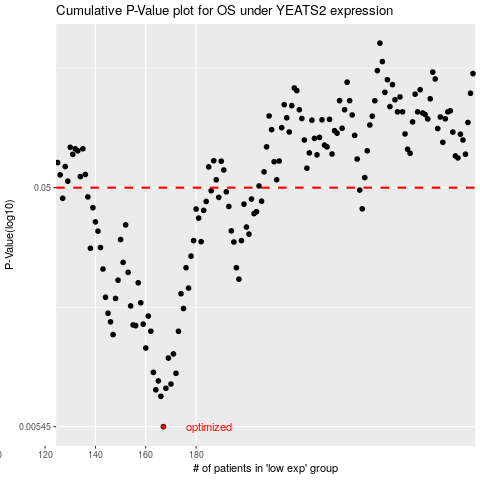 Cumulative P-Value plot for OS under YEATS2 expression
P-Value(log10)
0.05
0.00545
optimized
0 120 140 160 180
# of patients in 'low exp' group